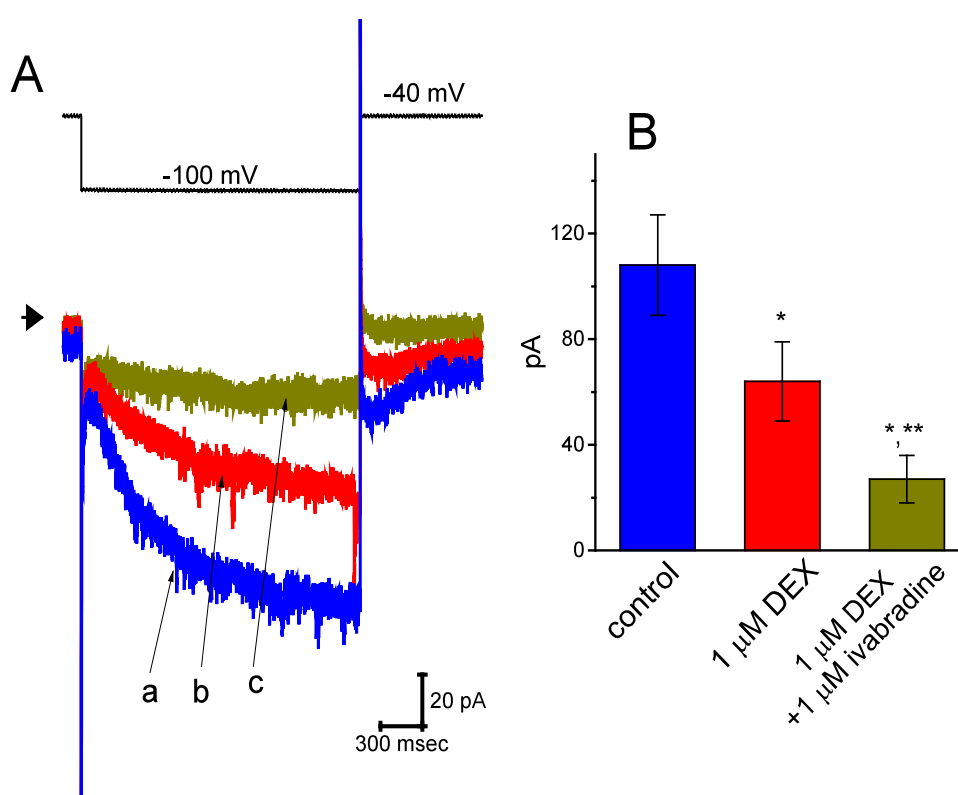 A
-40 mV
-100 mV
a
b
c
20 pA
300 msec
B
pA
120
80
40
0
*
*, **
control
1 µM DEX
1 µM DEX
+1 µM ivabradine